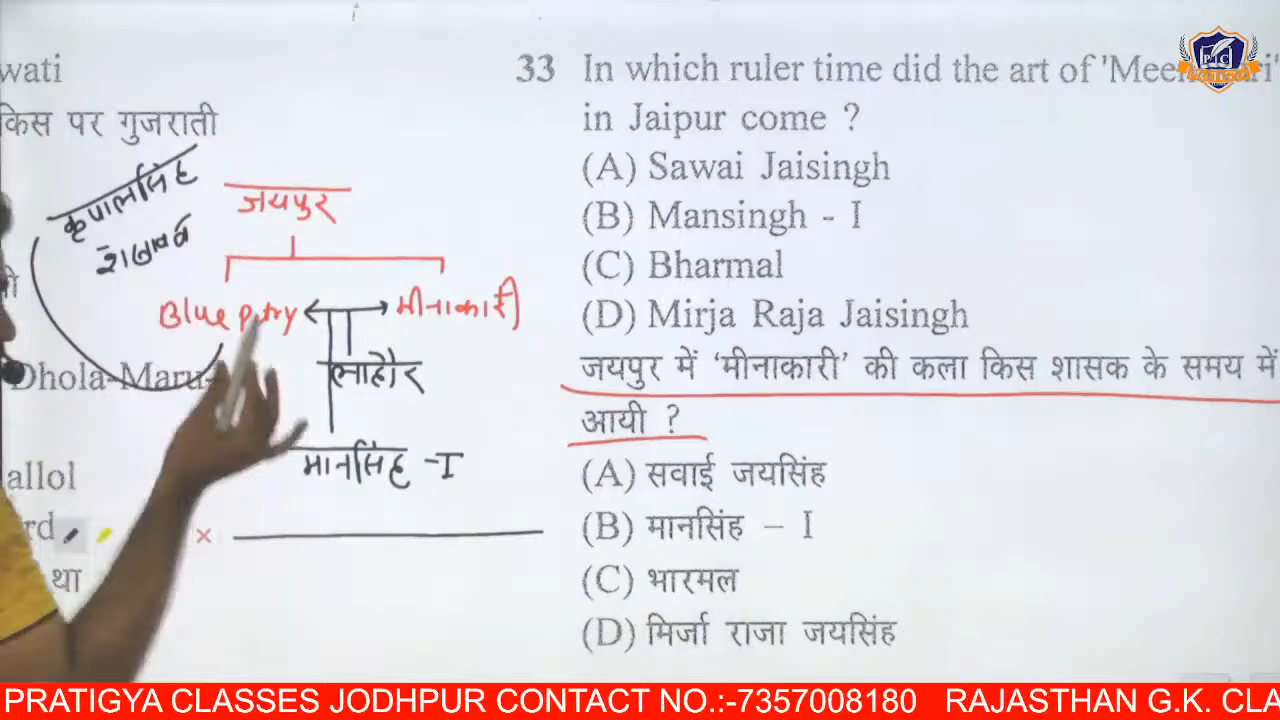 wati
किस पर गुजराती
कृपालसिंह
शेखावत
जयपुर
Blue ptry
मीनाकारी
लाहौर
मानसिंह -I
Dhola-Maru
allol
rd
था
33 In which ruler time did the art of
in Jaipur come ?
(A) Sawai Jaisingh
(B) Mansingh - I
(C) Bharmal
(D) Mirja Raja Jaisingh
जयपुर में ‘मीनाकारी’ की कला किस शासक के समय में
आयी ?
(A) सवाई जयसिंह
(B) मानसिंह – I
(C) भारमल
(D) मिर्जा राजा जयसिंह
PRATIGYA CLASSES JODHPUR CONTACT NO.:-7357008180 RAJASTHAN G.K. CLA